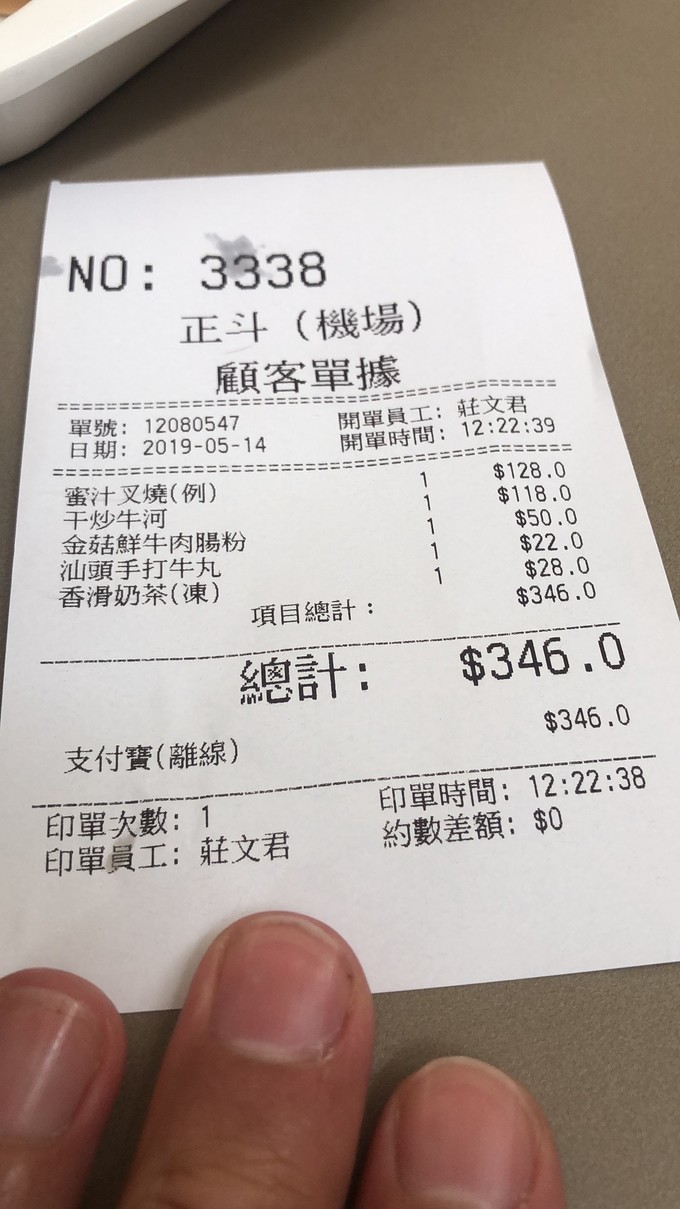 NO: 3338
正斗（機場）
顧客單據
單號: 12080547 開單員工: 莊文君
日期: 2019-05-14 開單時間: 12:22:39
蜜汁叉燒(例) 1 $128.0
干炒牛河 1 $118.0
金菇鮮牛肉腸粉 1 $50.0
汕頭手打牛丸 1 $22.0
香滑奶茶(凍) 1 $28.0
項目總計： $346.0
總計: $346.0
支付寶(離線) $346.0
印單次數: 1 印單時間: 12:22:38
印單員工: 莊文君 約數差額: $0